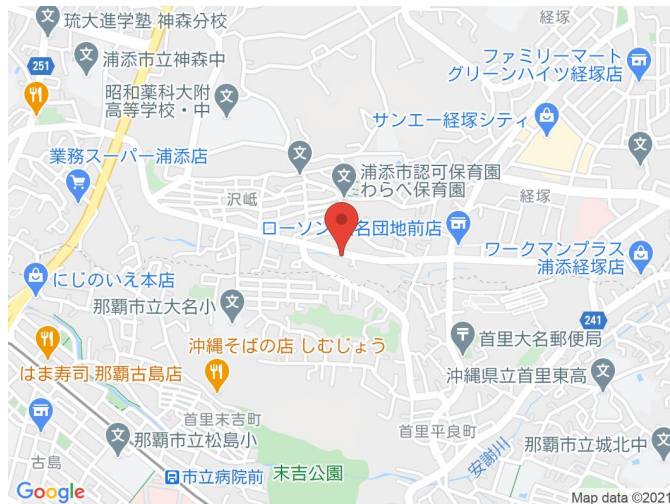 琉大進学塾 神森分校
経塚
浦添市立神森中
ファミリーマート
グリーンハイツ経塚店
251
昭和薬科大附
高等学校・中
サンエー経塚シティ
業務スーパー浦添店
浦添市認可保育園
わらべ保育園
沢岻
経塚
ローソン
名団地前店
ワークマンプラス
浦添経塚店
にじのいえ本店
那覇市立大名小
241
首里大名郵便局
沖縄そばの店 しむじょう
はま寿司 那覇古島店
沖縄県立首里東高
首里末吉町
首里平良町
那覇市立松島小
安謝川
那覇市立城北中
古島
市立病院前
末吉公園
Google
Map data ©202